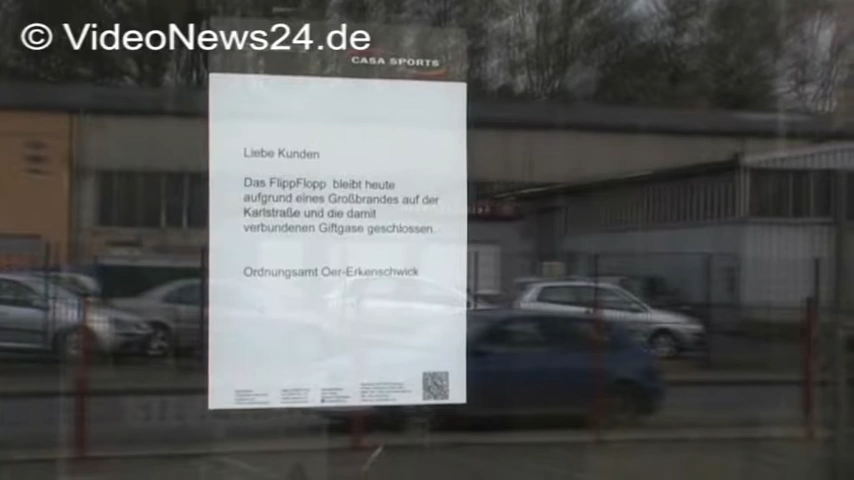 © VideoNews24.de
CASA SPORTS
Liebe Kunden
Das FlippFlopp bleibt heute
aufgrund eines Großbrandes auf der
Karlstraße und die damit
verbundenen Giftgase geschlossen.
Ordnungsamt Oer-Erkenschwick